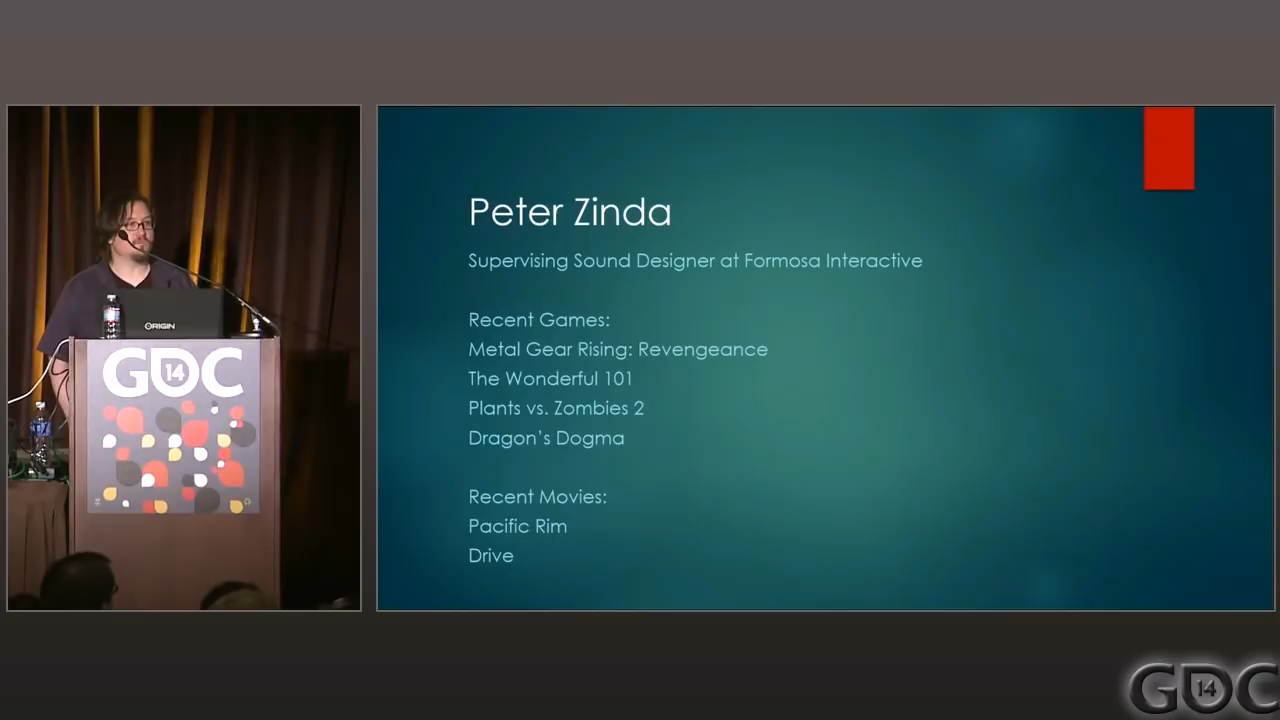 ORIGIN
GDC
14
Peter Zinda
Supervising Sound Designer at Formosa Interactive
Recent Games:
Metal Gear Rising: Revengeance
The Wonderful 101
Plants vs. Zombies 2
Dragon's Dogma
Recent Movies:
Pacific Rim
Drive
GDC
14